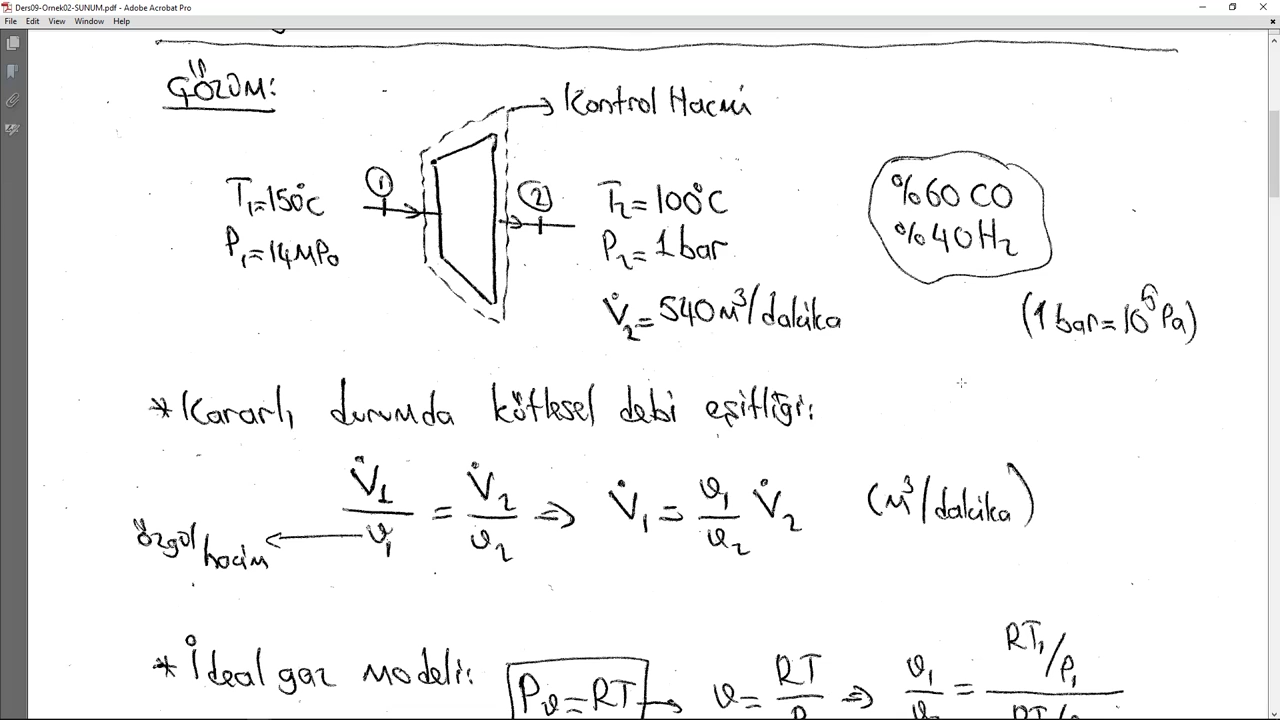 Ders09-Ornek02-SUNUM.pdf - Adobe Acrobat Pro
File Edit View Window Help
ÇÖZÜM:
Kontrol Hacmi
T₁=150°C
P₁=14MPa
①
②
T₂=100°C
P₂=1bar
V̇₂=540m³/dakika
%60 CO
%40H₂
(1 bar=10⁵Pa)
*Kararlı durumda kütlesel debi eşitliği:
V̇₁/v₁ = V̇₂/v₂ ⇒ V̇₁ = v₁/v₂ V̇₂ (m³/dakika)
özgül hacim
* İdeal gaz modeli: Pv=RT → v=RT/P ⇒ v₁/v₂ = RT₁/P₁